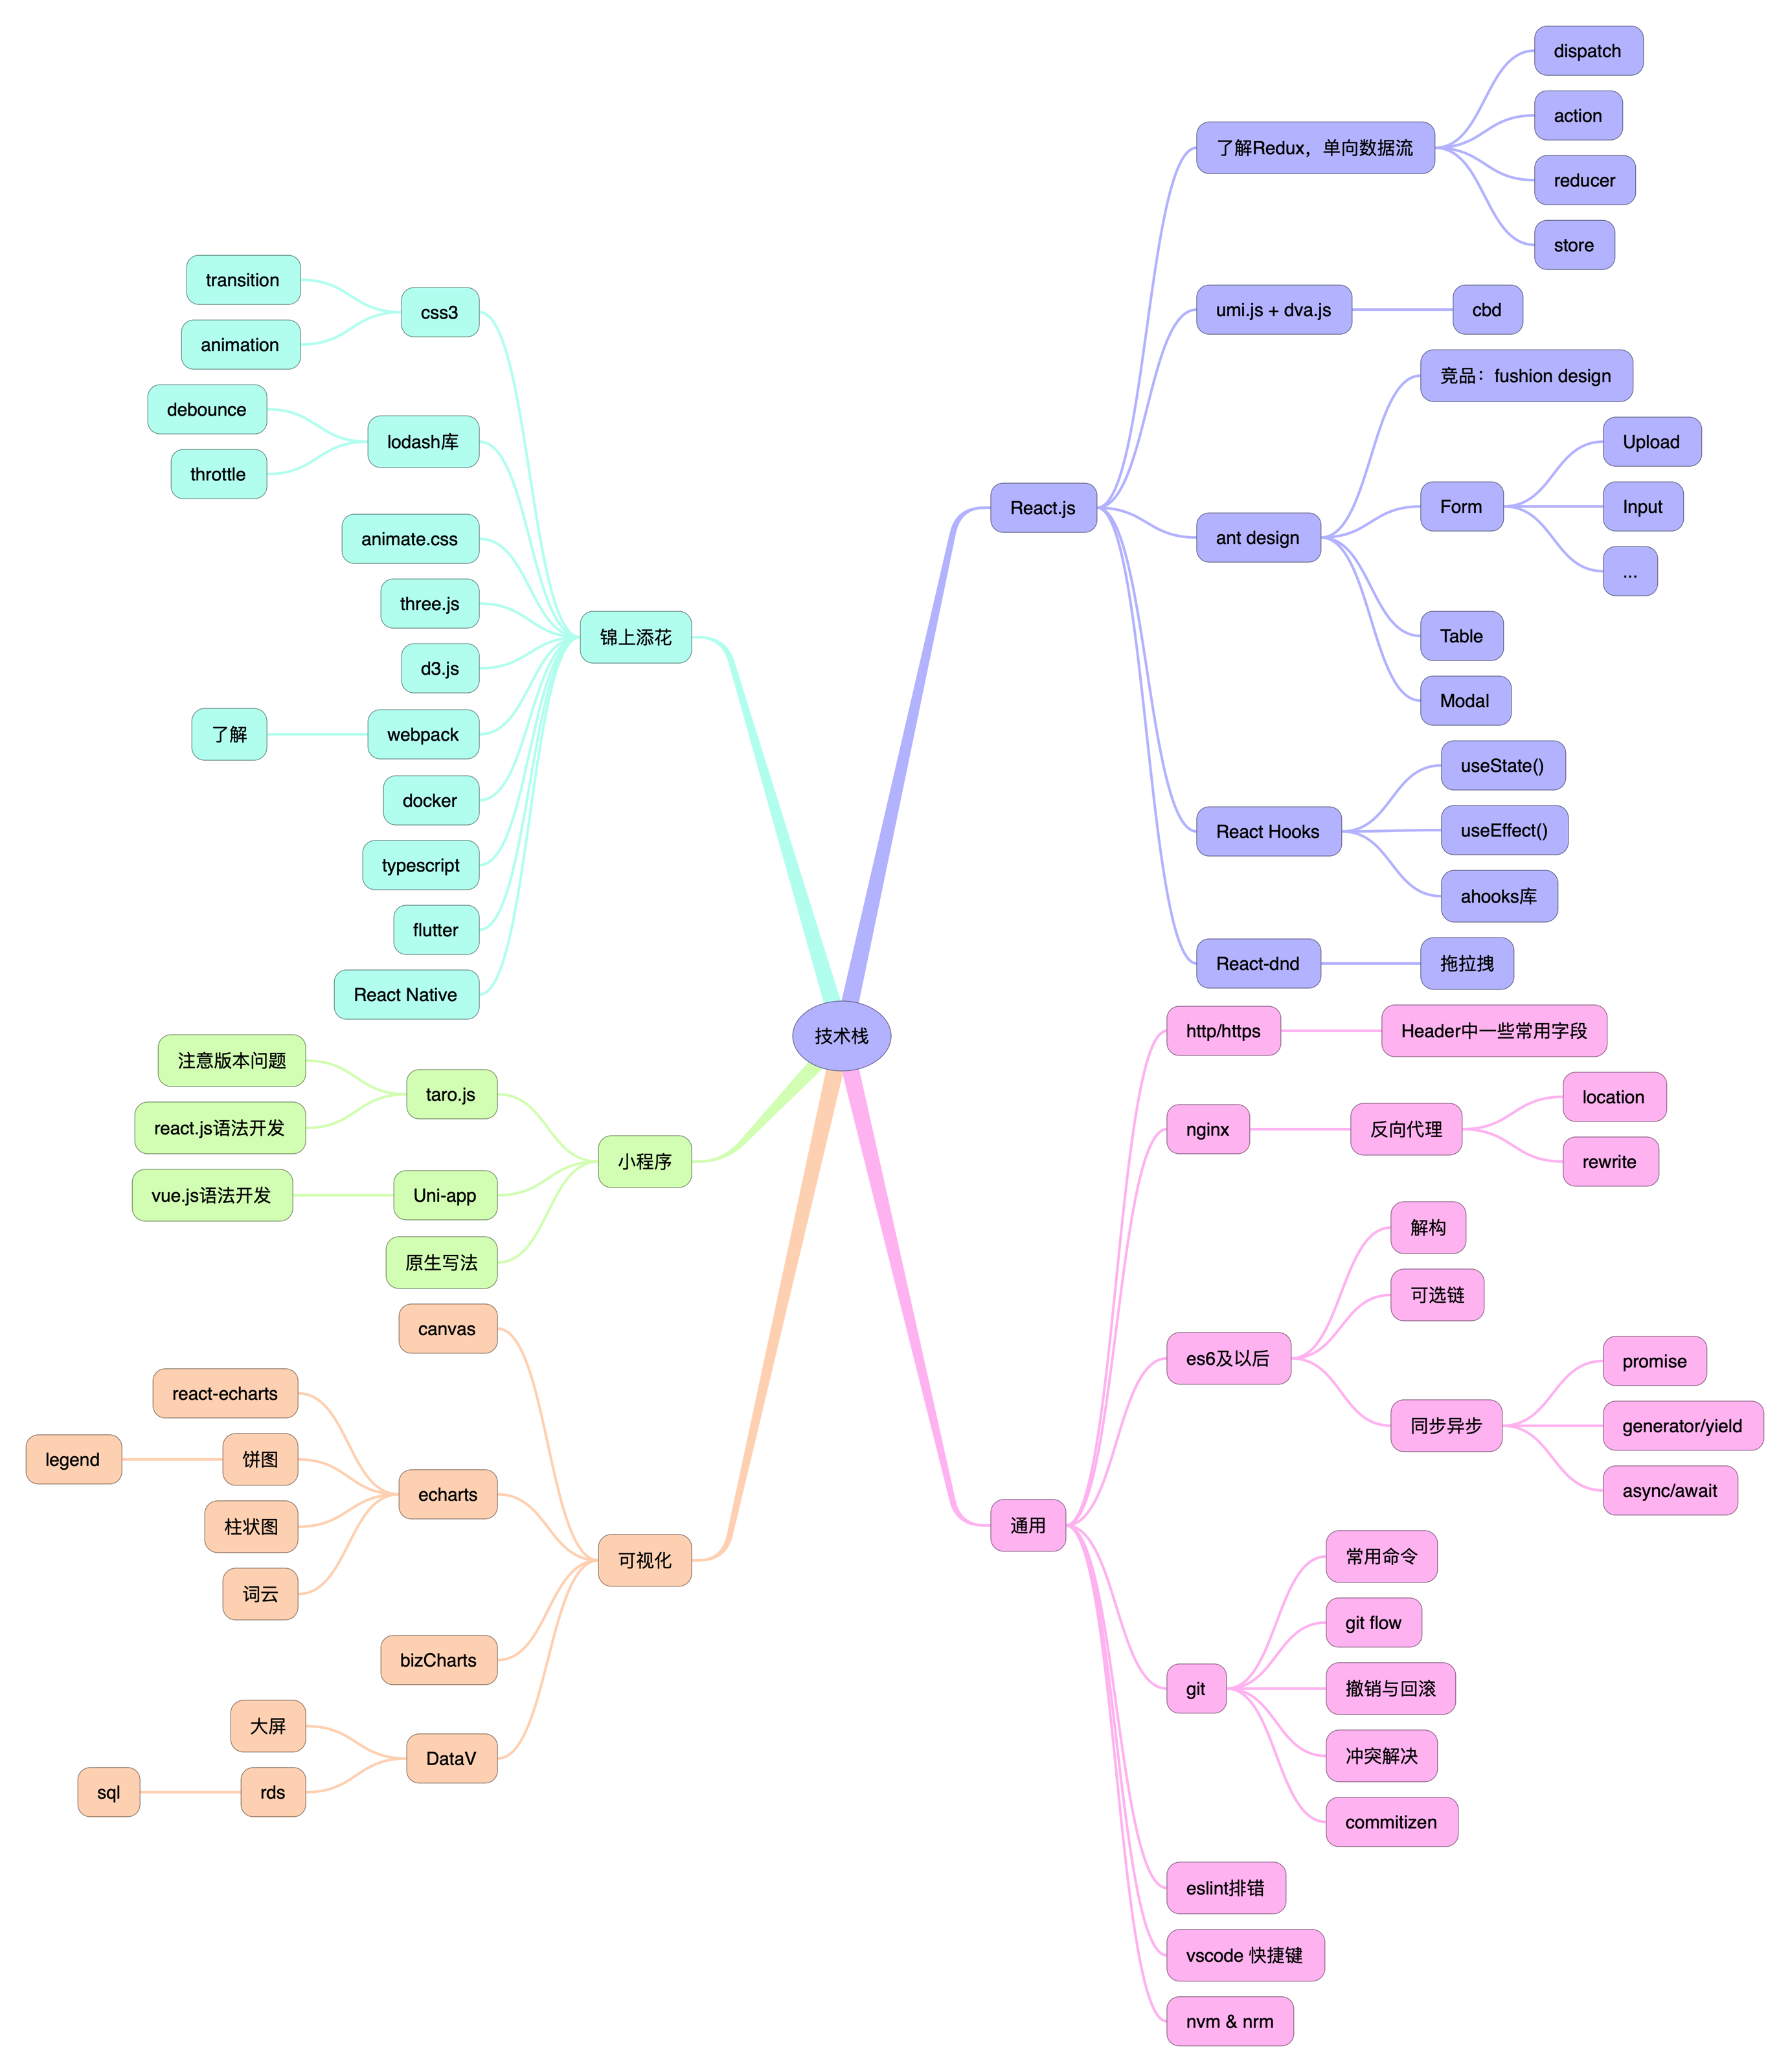 技术栈
React.js
了解Redux，单向数据流
dispatch
action
reducer
store
umi.js + dva.js
cbd
ant design
竞品：fushion design
Form
Upload
Input
...
Table
Modal
React Hooks
useState()
useEffect()
ahooks库
React-dnd
拖拉拽
通用
http/https
Header中一些常用字段
nginx
反向代理
location
rewrite
es6及以后
解构
可选链
同步异步
promise
generator/yield
async/await
git
常用命令
git flow
撤销与回滚
冲突解决
commitizen
eslint排错
vscode 快捷键
nvm & nrm
锦上添花
css3
transition
animation
lodash库
debounce
throttle
animate.css
three.js
d3.js
webpack
了解
docker
typescript
flutter
React Native
小程序
taro.js
注意版本问题
react.js语法开发
Uni-app
vue.js语法开发
原生写法
可视化
canvas
echarts
react-echarts
饼图
legend
柱状图
词云
bizCharts
DataV
大屏
rds
sql